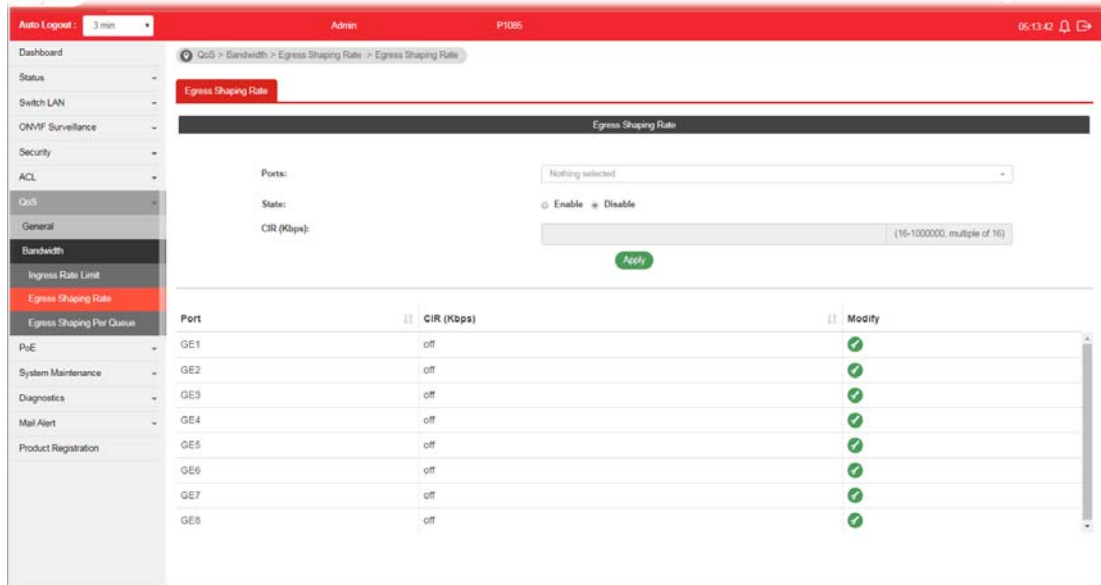 Auto Logout : 3 min Admin P1085 05:13:42
Dashboard
Status
Switch LAN
ONVIF Surveillance
Security
ACL
QoS
General
Bandwidth
Ingress Rate Limit
Egress Shaping Rate
Egress Shaping Per Queue
PoE
System Maintenance
Diagnostics
Mail Alert
Product Registration
QoS > Bandwidth > Egress Shaping Rate > Egress Shaping Rate
Egress Shaping Rate
Egress Shaping Rate
Ports: Nothing selected
State: Enable Disable
CIR (Kbps): (16-1000000, multiple of 16)
Apply
Port CIR (Kbps) Modify
GE1 off
GE2 off
GE3 off
GE4 off
GE5 off
GE6 off
GE7 off
GE8 off